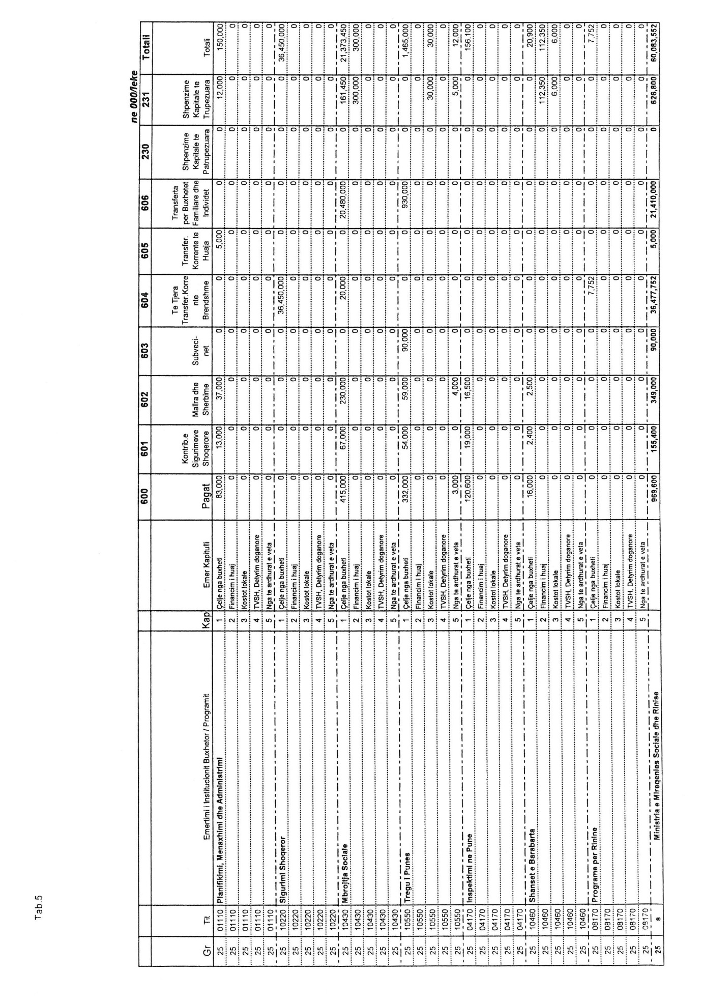 Tab.5
ne 000/leke
600 601 602 603 604 605 606 230 231 Totali
Gr Tit Emertimi i Institucionit Buxhetor / Programit Kap Emer Kapitulli Pagat Kontrib.e Sigurimeve Shoqerore Mallra dhe Sherbime Subveci-net Te Tjera Transfer.Korrente Brendshme Transfer. Korrente te Huaja Transferta per Buxhetet Familiare dhe Individet Shpenzime Kapitale te Patrupezuara Shpenzime Kapitale te Trupezuara Totali
25 01110 Planifikimi, Menaxhimi dhe Administrimi 1 Çelje nga buxheti 83,000 13,000 37,000 0 0 5,000 0 0 12,000 150,000
25 01110 2 Financim i huaj 0 0 0 0 0 0 0 0 0 0
25 01110 3 Kostot lokale 0 0 0 0 0 0 0 0 0 0
25 01110 4 TVSH, Detyrim doganore 0 0 0 0 0 0 0 0 0 0
25 01110 5 Nga te ardhurat e veta 0 0 0 0 0 0 0 0 0 0
25 10220 Sigurimi Shoqeror 1 Çelje nga buxheti 0 0 0 0 36,450,000 0 0 0 0 36,450,000
25 10220 2 Financim i huaj 0 0 0 0 0 0 0 0 0 0
25 10220 3 Kostot lokale 0 0 0 0 0 0 0 0 0 0
25 10220 4 TVSH, Detyrim doganore 0 0 0 0 0 0 0 0 0 0
25 10220 5 Nga te ardhurat e veta 0 0 0 0 0 0 0 0 0 0
25 10430 Mbrojtja Sociale 1 Çelje nga buxheti 415,000 67,000 230,000 0 20,000 0 20,480,000 0 161,450 21,373,450
25 10430 2 Financim i huaj 0 0 0 0 0 0 0 0 300,000 300,000
25 10430 3 Kostot lokale 0 0 0 0 0 0 0 0 0 0
25 10430 4 TVSH, Detyrim doganore 0 0 0 0 0 0 0 0 0 0
25 10430 5 Nga te ardhurat e veta 0 0 0 0 0 0 0 0 0 0
25 10550 Tregu i Punes 1 Çelje nga buxheti 332,000 54,000 59,000 90,000 0 0 930,000 0 0 1,465,000
25 10550 2 Financim i huaj 0 0 0 0 0 0 0 0 0 0
25 10550 3 Kostot lokale 0 0 0 0 0 0 0 0 30,000 30,000
25 10550 4 TVSH, Detyrim doganore 0 0 0 0 0 0 0 0 0 0
25 10550 5 Nga te ardhurat e veta 3,000 0 4,000 0 0 0 0 0 5,000 12,000
25 04170 Inspektimi ne Pune 1 Çelje nga buxheti 120,600 19,000 16,500 0 0 0 0 0 0 156,100
25 04170 2 Financim i huaj 0 0 0 0 0 0 0 0 0 0
25 04170 3 Kostot lokale 0 0 0 0 0 0 0 0 0 0
25 04170 4 TVSH, Detyrim doganore 0 0 0 0 0 0 0 0 0 0
25 04170 5 Nga te ardhurat e veta 0 0 0 0 0 0 0 0 0 0
25 10460 Shanset e Barabarta 1 Çelje nga buxheti 16,000 2,400 2,500 0 0 0 0 0 0 20,900
25 10460 2 Financim i huaj 0 0 0 0 0 0 0 0 112,350 112,350
25 10460 3 Kostot lokale 0 0 0 0 0 0 0 0 6,000 6,000
25 10460 4 TVSH, Detyrim doganore 0 0 0 0 0 0 0 0 0 0
25 10460 5 Nga te ardhurat e veta 0 0 0 0 0 0 0 0 0 0
25 08170 Programe per Rinine 1 Çelje nga buxheti 0 0 0 0 7,752 0 0 0 0 7,752
25 08170 2 Financim i huaj 0 0 0 0 0 0 0 0 0 0
25 08170 3 Kostot lokale 0 0 0 0 0 0 0 0 0 0
25 08170 4 TVSH, Detyrim doganore 0 0 0 0 0 0 0 0 0 0
25 08170 5 Nga te ardhurat e veta 0 0 0 0 0 0 0 0 0 0
25 s Ministria e Mireqenies Sociale dhe Rinise 969,600 155,400 349,000 90,000 36,477,752 5,000 21,410,000 0 626,800 60,083,552